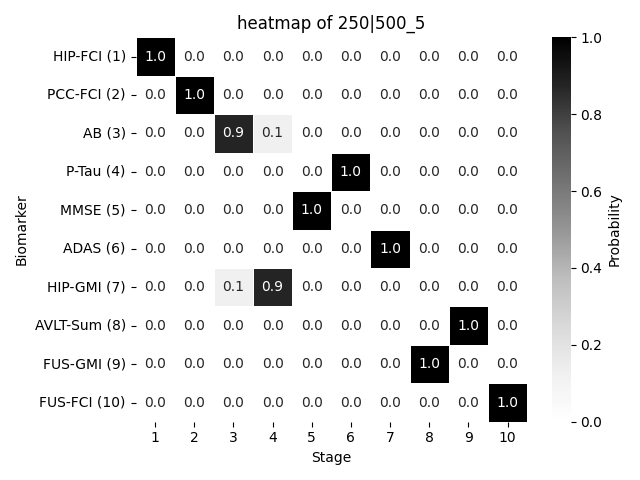 heatmap of 250|500_5
HIP-FCI (1) 1.0 0.0 0.0 0.0 0.0 0.0 0.0 0.0 0.0 0.0
PCC-FCI (2) 0.0 1.0 0.0 0.0 0.0 0.0 0.0 0.0 0.0 0.0
AB (3) 0.0 0.0 0.9 0.1 0.0 0.0 0.0 0.0 0.0 0.0
P-Tau (4) 0.0 0.0 0.0 0.0 0.0 1.0 0.0 0.0 0.0 0.0
MMSE (5) 0.0 0.0 0.0 0.0 1.0 0.0 0.0 0.0 0.0 0.0
ADAS (6) 0.0 0.0 0.0 0.0 0.0 0.0 1.0 0.0 0.0 0.0
HIP-GMI (7) 0.0 0.0 0.1 0.9 0.0 0.0 0.0 0.0 0.0 0.0
AVLT-Sum (8) 0.0 0.0 0.0 0.0 0.0 0.0 0.0 0.0 1.0 0.0
FUS-GMI (9) 0.0 0.0 0.0 0.0 0.0 0.0 0.0 1.0 0.0 0.0
FUS-FCI (10) 0.0 0.0 0.0 0.0 0.0 0.0 0.0 0.0 0.0 1.0
1 2 3 4 5 6 7 8 9 10
Stage
Biomarker
1.0
0.8
0.6
0.4
0.2
0.0
Probability